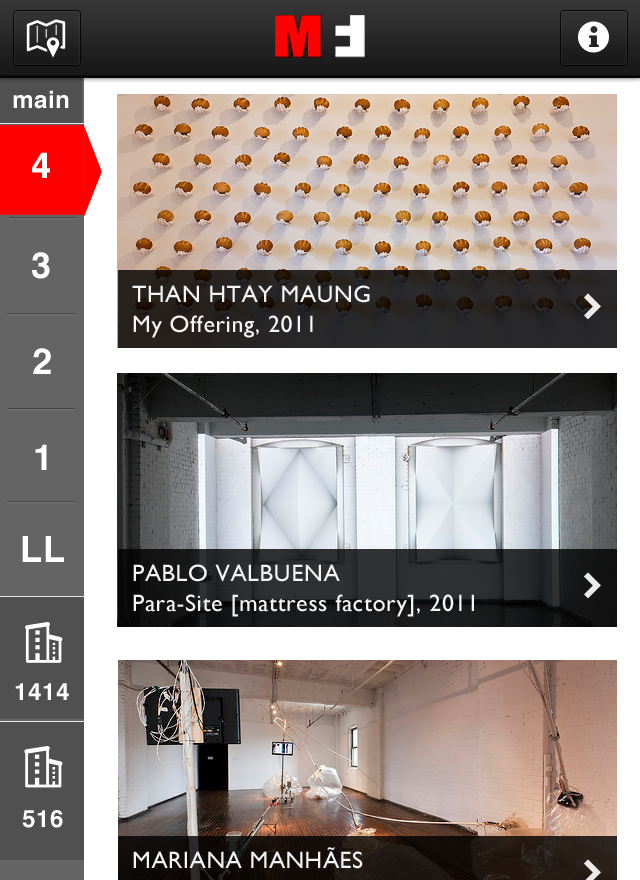 MF
main
4
3
2
1
LL
1414
516
THAN HTAY MAUNG
My Offering, 2011
PABLO VALBUENA
Para-Site [mattress factory], 2011
MARIANA MANHÃES